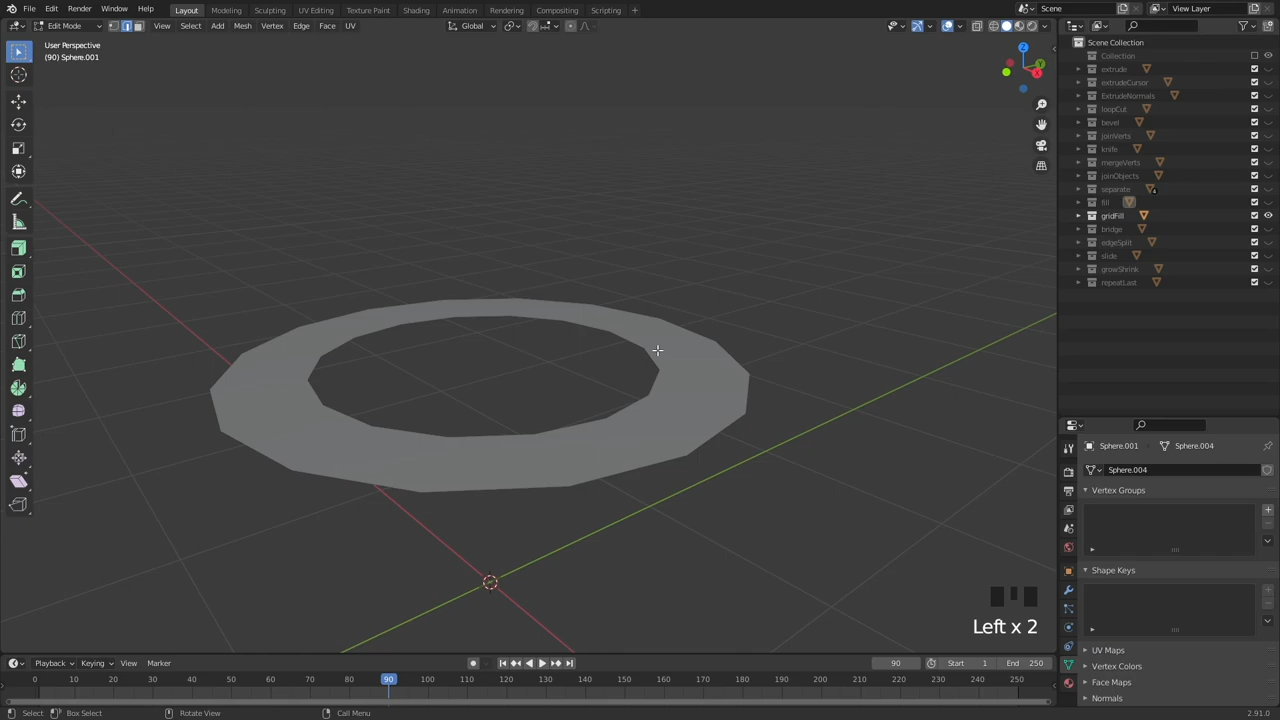 File Edit Render Window Help Layout Modeling Sculpting UV Editing Texture Paint Shading Animation Rendering Compositing Scripting + Scene View Layer
Edit Mode View Select Add Mesh Vertex Edge Face UV Global
User Perspective
(90) Sphere.001
Z
Y
X
Scene Collection
Collection
extrude
extrudeCursor
ExtrudeNormals
loopCut
bevel
joinVerts
knife
mergeVerts
joinObjects
separate 4
fill
gridFill
bridge
edgeSplit
slide
growShrink
repeatLast
Sphere.001 Sphere.004
Sphere.004
Vertex Groups
Shape Keys
UV Maps
Vertex Colors
Face Maps
Normals
Left x 2
Playback Keying View Marker 90 Start 1 End 250
0 10 20 30 40 50 60 70 80 90 100 110 120 130 140 150 160 170 180 190 200 210 220 230 240 250
Select Box Select Rotate View Call Menu 2.91.0